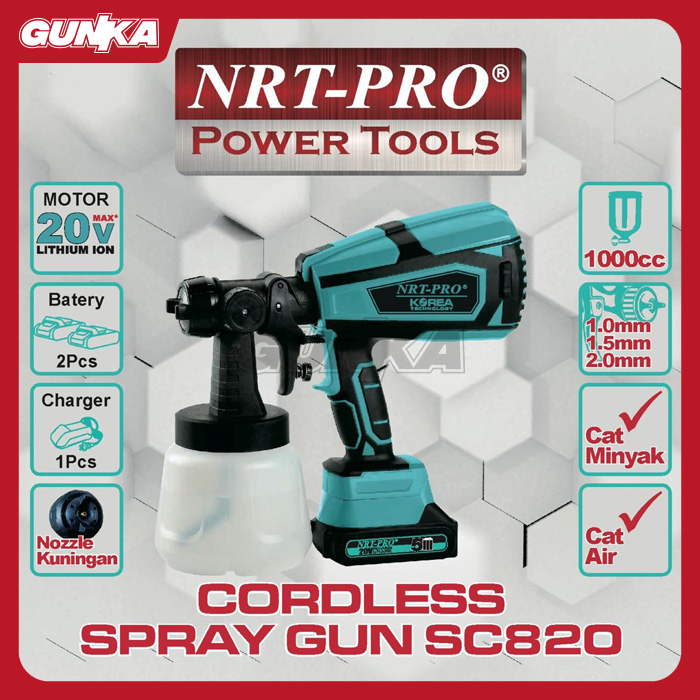 GUNKA
NRT-PRO®
POWER TOOLS
MOTOR
20V MAX*
LITHIUM ION
Batery
2Pcs
Charger
1Pcs
Nozzle
Kuningan
1000cc
1.0mm
1.5mm
2.0mm
Cat
Minyak
Cat
Air
NRT-PRO®
KOREA
TECHNOLOGY
GUNKA
NRT-PRO®
CORDLESS
SPRAY GUN SC820